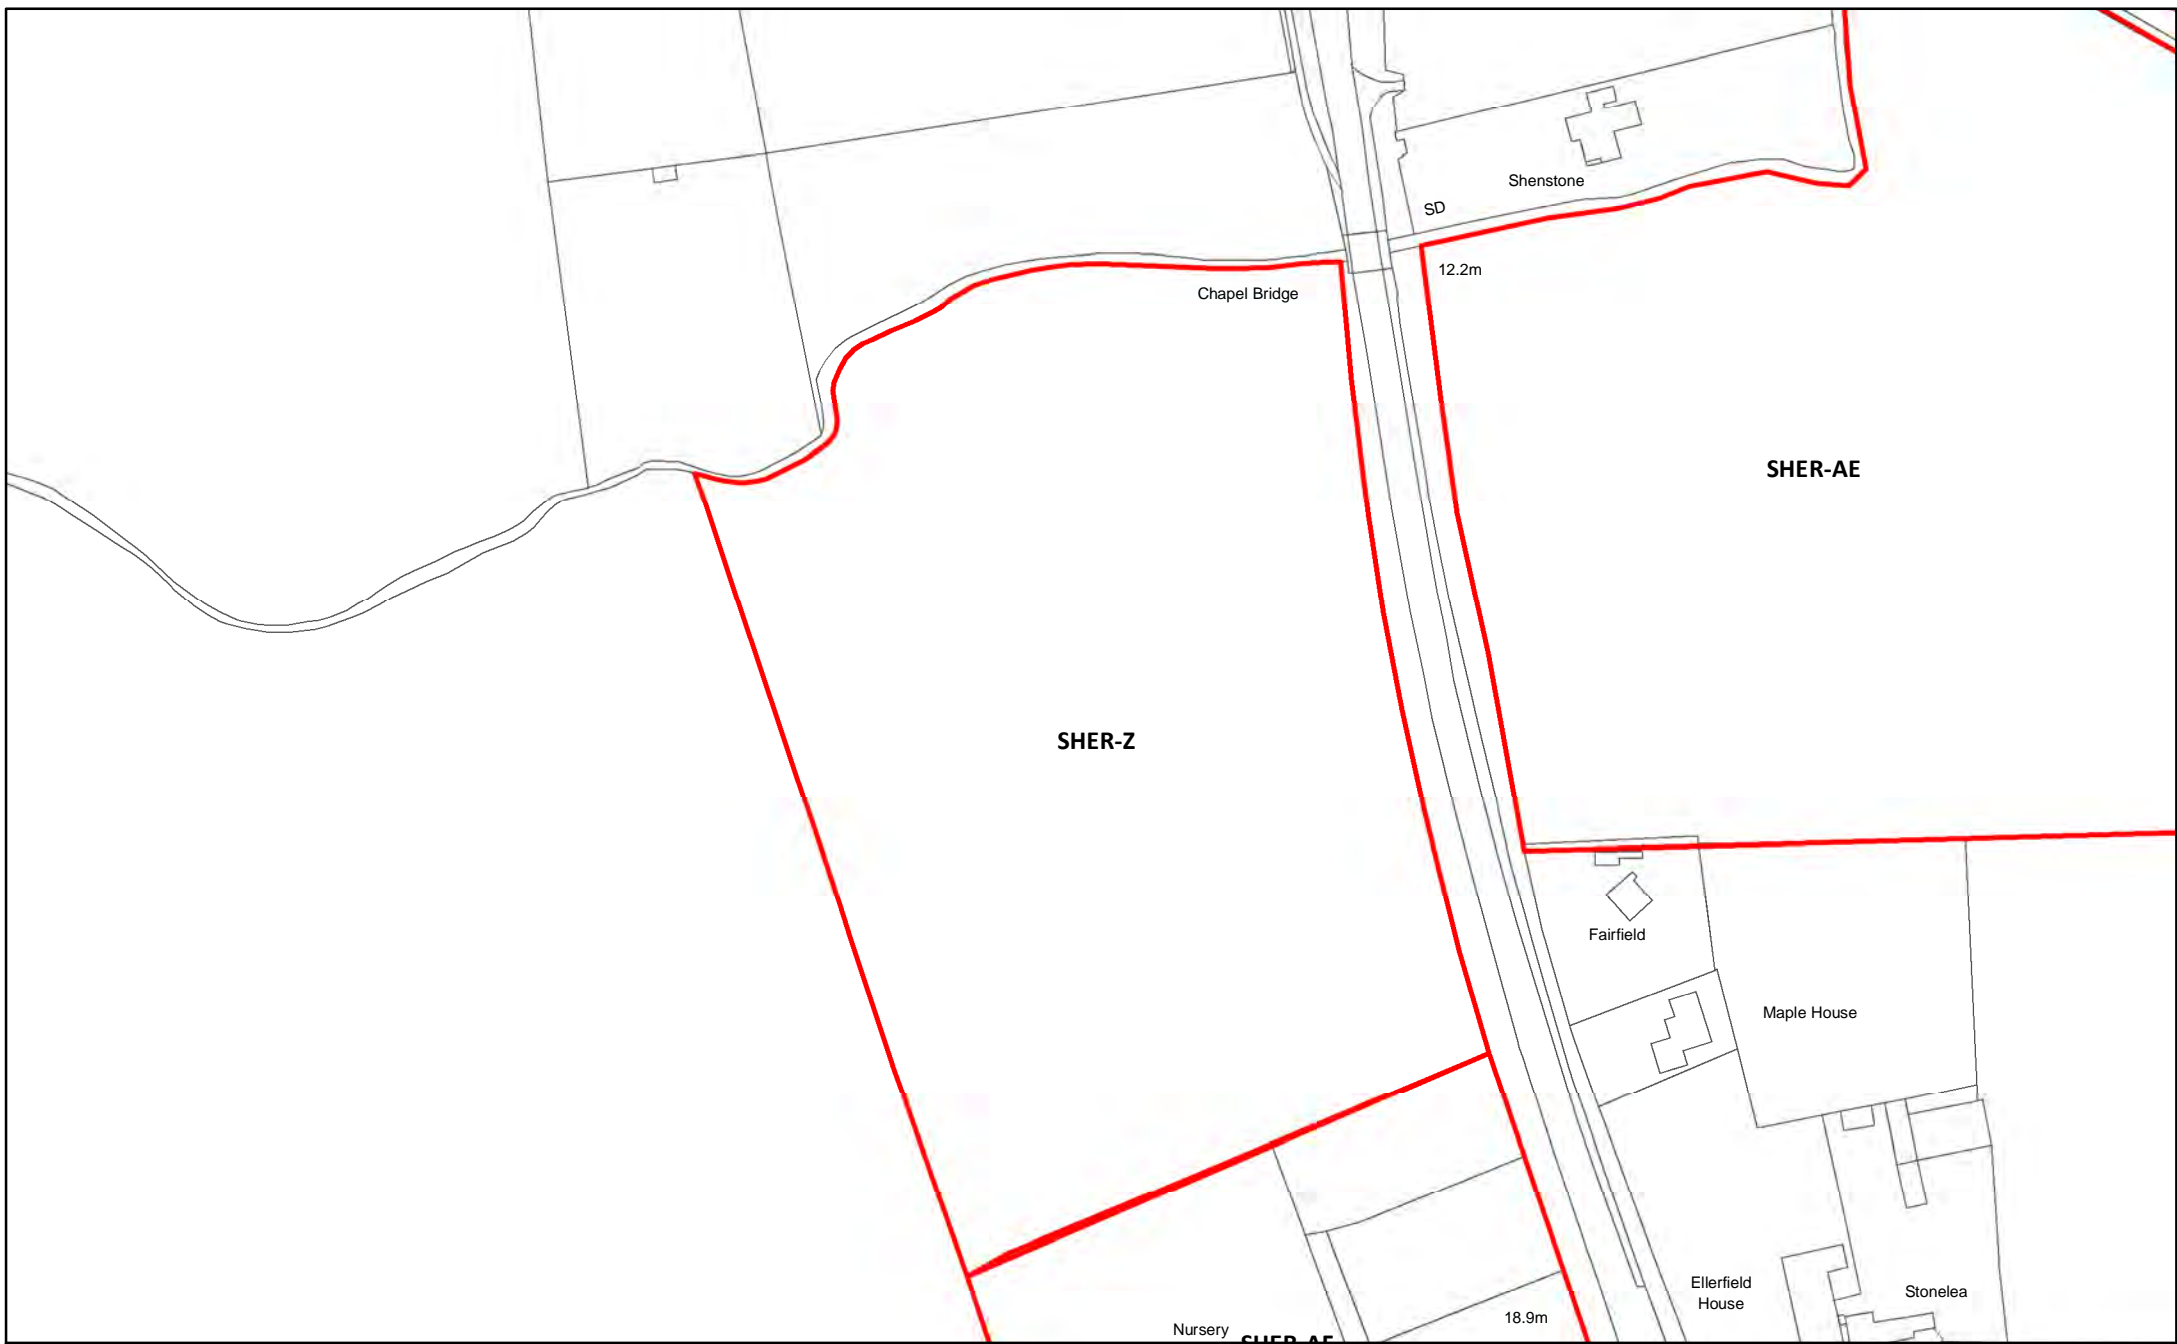 Shenstone
SD
12.2m
Chapel Bridge
SHER-AE
SHER-Z
Fairfield
Maple House
Ellerfield
House
Stonelea
18.9m
Nursery